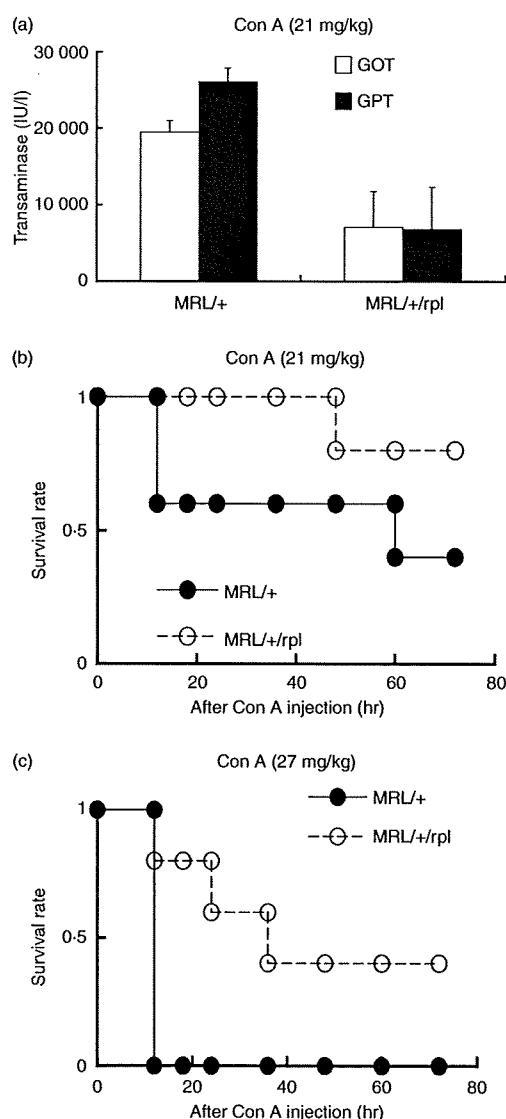 (a)
Con A (21 mg/kg)
30 000
20 000
10 000
0
Transaminase (IU/l)
GOT
GPT
MRL/+
MRL/+/rpl
(b)
Con A (21 mg/kg)
1
0·5
0
Survival rate
MRL/+
MRL/+/rpl
0
20
40
60
80
After Con A injection (hr)
(c)
Con A (27 mg/kg)
1
0·5
0
Survival rate
MRL/+
MRL/+/rpl
0
20
40
60
80
After Con A injection (hr)